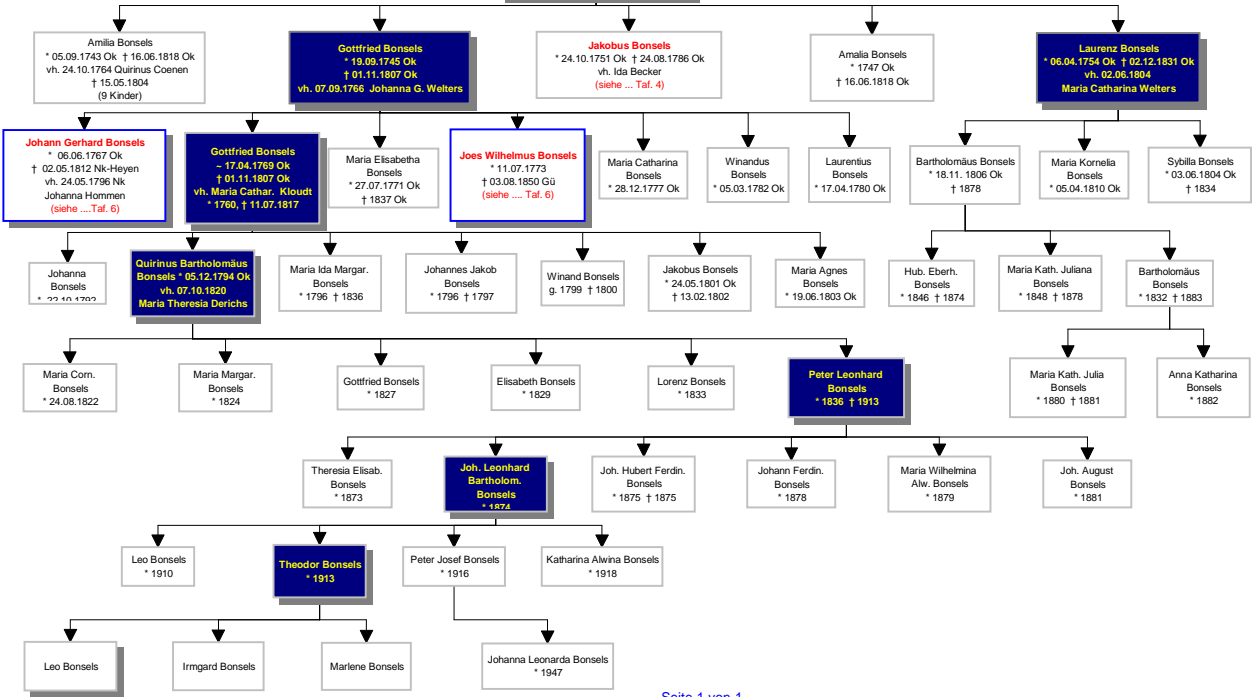 Amilia Bonsels
* 05.09.1743 Ok † 16.06.1818 Ok
vh. 24.10.1764 Quirinus Coenen
† 15.05.1804
(9 Kinder)
Gottfried Bonsels
* 19.09.1745 Ok
† 01.11.1807 Ok
vh. 07.09.1766 Johanna G. Welters
Jakobus Bonsels
* 24.10.1751 Ok † 24.08.1786 Ok
vh. Ida Becker
(siehe ... Taf. 4)
Amalia Bonsels
* 1747 Ok
† 16.06.1818 Ok
Laurenz Bonsels
* 06.04.1754 Ok † 02.12.1831 Ok
vh. 02.06.1804
Maria Catharina Welters
Johann Gerhard Bonsels
* 06.06.1767 Ok
† 02.05.1812 Nk-Heyen
vh. 24.05.1796 Nk
Johanna Hommen
(siehe ....Taf. 6)
Gottfried Bonsels
~ 17.04.1769 Ok
† 01.11.1807 Ok
vh. Maria Cathar. Kloudt
* 1760, † 11.07.1817
Maria Elisabetha
Bonsels
* 27.07.1771 Ok
† 1837 Ok
Joes Wilhelmus Bonsels
* 11.07.1773
† 03.08.1850 Gü
(siehe .... Taf. 6)
Maria Catharina
Bonsels
* 28.12.1777 Ok
Winandus
Bonsels
* 05.03.1782 Ok
Laurentius
Bonsels
* 17.04.1780 Ok
Bartholomäus Bonsels
* 18.11. 1806 Ok
† 1878
Maria Kornelia
Bonsels
* 05.04.1810 Ok
Sybilla Bonsels
* 03.06.1804 Ok
† 1834
Johanna
Bonsels
* 22.10.1792
Quirinus Bartholomäus
Bonsels * 05.12.1794 Ok
vh. 07.10.1820
Maria Theresia Derichs
Maria Ida Margar.
Bonsels
* 1796 † 1836
Johannes Jakob
Bonsels
* 1796 † 1797
Winand Bonsels
g. 1799 † 1800
Jakobus Bonsels
* 24.05.1801 Ok
† 13.02.1802
Maria Agnes
Bonsels
* 19.06.1803 Ok
Hub. Eberh.
Bonsels
* 1846 † 1874
Maria Kath. Juliana
Bonsels
* 1848 † 1878
Bartholomäus
Bonsels
* 1832 † 1883
Maria Corn.
Bonsels
* 24.08.1822
Maria Margar.
Bonsels
* 1824
Gottfried Bonsels
* 1827
Elisabeth Bonsels
* 1829
Lorenz Bonsels
* 1833
Peter Leonhard
Bonsels
* 1836 † 1913
Maria Kath. Julia
Bonsels
* 1880 † 1881
Anna Katharina
Bonsels
* 1882
Theresia Elisab.
Bonsels
* 1873
Joh. Leonhard
Bartholom.
Bonsels
* 1874
Joh. Hubert Ferdin.
Bonsels
* 1875 † 1875
Johann Ferdin.
Bonsels
* 1878
Maria Wilhelmina
Alw. Bonsels
* 1879
Joh. August
Bonsels
* 1881
Leo Bonsels
* 1910
Theodor Bonsels
* 1913
Peter Josef Bonsels
* 1916
Katharina Alwina Bonsels
* 1918
Leo Bonsels
Irmgard Bonsels
Marlene Bonsels
Johanna Leonarda Bonsels
* 1947
Seite 1 von 1